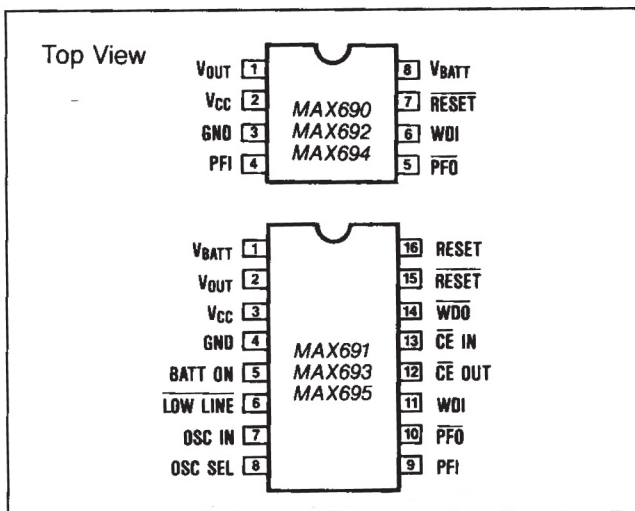 Top View
VOUT 1 8 VBATT
VCC 2 7 RESET
GND 3 6 WDI
PFI 4 5 PFO
MAX690
MAX692
MAX694
VBATT 1 16 RESET
VOUT 2 15 RESET
VCC 3 14 WDO
GND 4 13 CE IN
BATT ON 5 12 CE OUT
LOW LINE 6 11 WDI
OSC IN 7 10 PFO
OSC SEL 8 9 PFI
MAX691
MAX693
MAX695